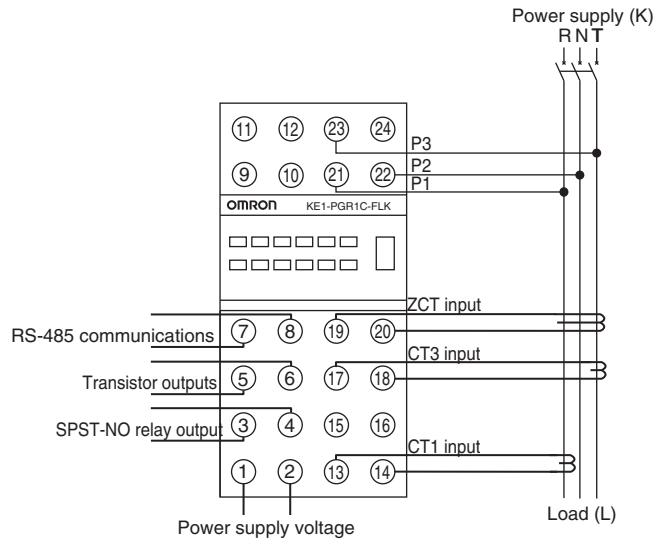 Power supply (K)
R N T
⑪ ⑫ ㉓ ㉔
P3
⑨ ⑩ ㉑ ㉒
P2
P1
OMRON KE1-PGR1C-FLK
ZCT input
RS-485 communications
⑦ ⑧ ⑲ ⑳
CT3 input
Transistor outputs
⑤ ⑥ ⑰ ⑱
SPST-NO relay output
③ ④ ⑮ ⑯
CT1 input
① ② ⑬ ⑭
Load (L)
Power supply voltage